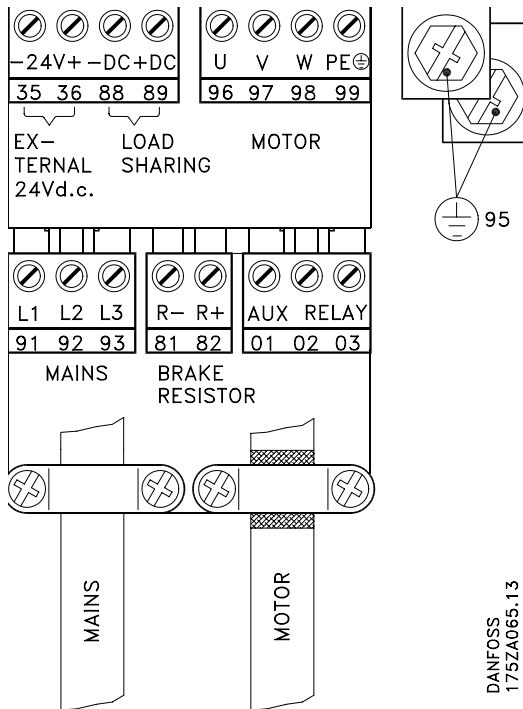 -24V+ -DC+DC
U V W PE
35 36 88 89
96 97 98 99
EX-
TERNAL
24Vd.c.
LOAD
SHARING
MOTOR
95
L1 L2 L3
R- R+
AUX RELAY
91 92 93
81 82
01 02 03
MAINS
BRAKE
RESISTOR
MAINS
MOTOR
DANFOSS
175ZA065.13